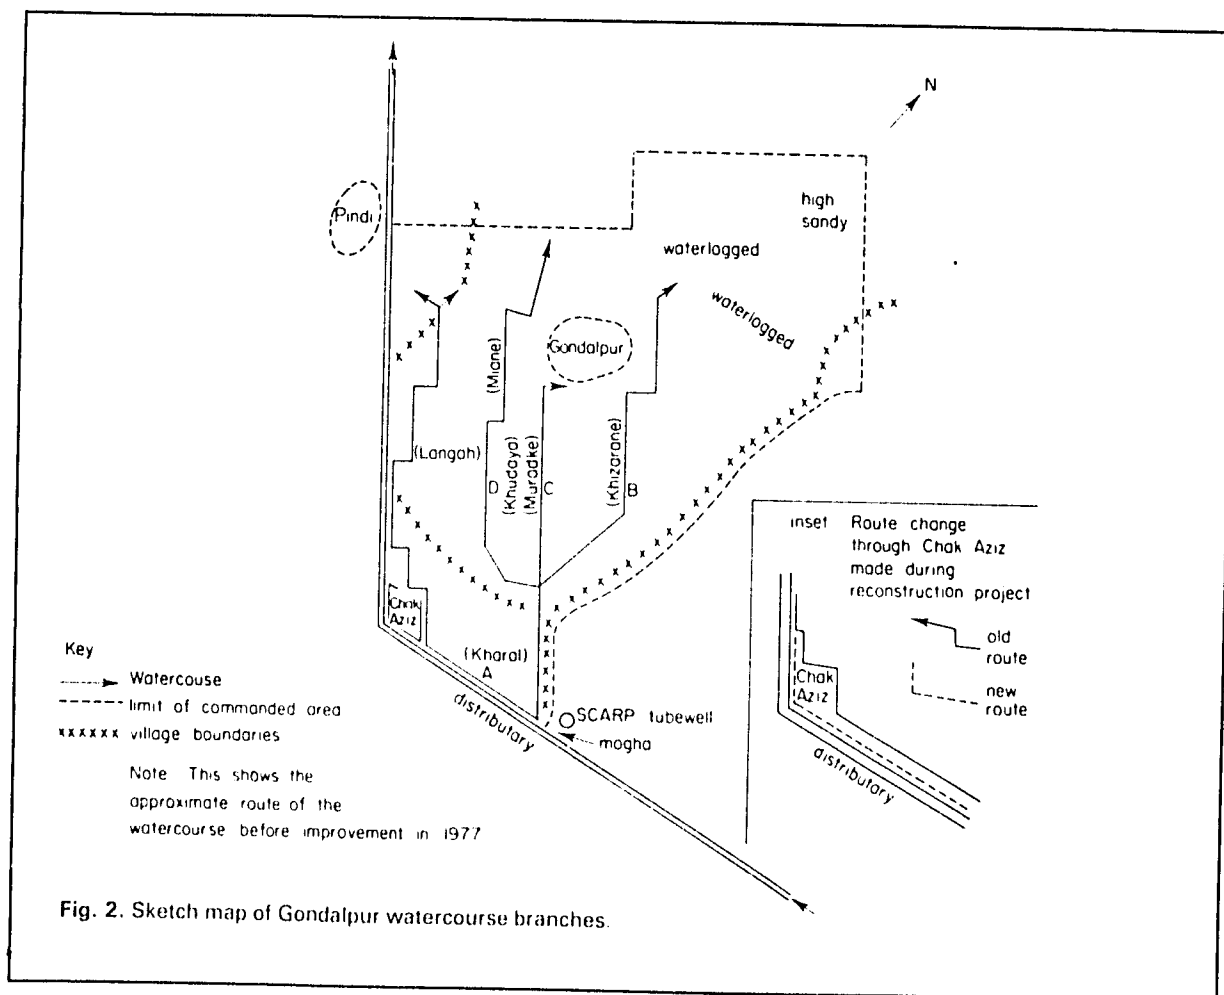 N
Pindi
high
sandy
waterlogged
waterlogged
Gondalpur
(Miane)
(Langah)
D
(Khudaya)
(Muradke)
C
(Khizarane)
B
Chak
Aziz
(Kharal)
A
distributary
SCARP tubewell
mogha
Key
Watercouse
limit of commanded area
xxxxxx village boundaries
Note This shows the
approximate route of the
watercourse before improvement in 1977
inset Route change
through Chak Aziz
made during
reconstruction project
old
route
new
route
Chak
Aziz
distributary
Fig. 2. Sketch map of Gondalpur watercourse branches.